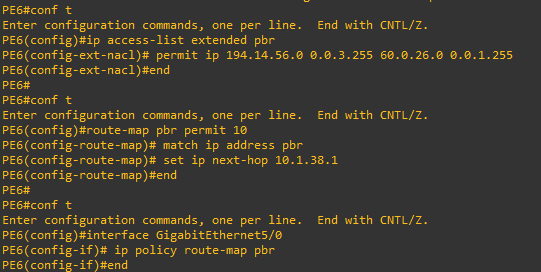 PE6#conf t
Enter configuration commands, one per line.  End with CNTL/Z.
PE6(config)#ip access-list extended pbr
PE6(config-ext-nacl)# permit ip 194.14.56.0 0.0.3.255 60.0.26.0 0.0.1.255
PE6(config-ext-nacl)#end
PE6#
PE6#conf t
Enter configuration commands, one per line.  End with CNTL/Z.
PE6(config)#route-map pbr permit 10
PE6(config-route-map)# match ip address pbr
PE6(config-route-map)# set ip next-hop 10.1.38.1
PE6(config-route-map)#end
PE6#
PE6#conf t
Enter configuration commands, one per line.  End with CNTL/Z.
PE6(config)#interface GigabitEthernet5/0
PE6(config-if)# ip policy route-map pbr
PE6(config-if)#end